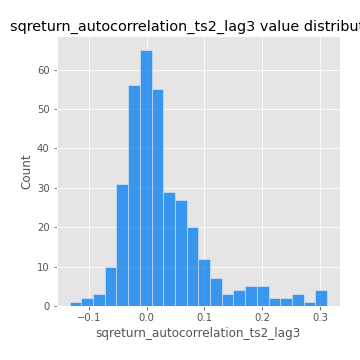 sqreturn_autocorrelation_ts2_lag3 value distribut
60
50
40
30
20
10
0
Count
−0.1 0.0 0.1 0.2 0.3
sqreturn_autocorrelation_ts2_lag3